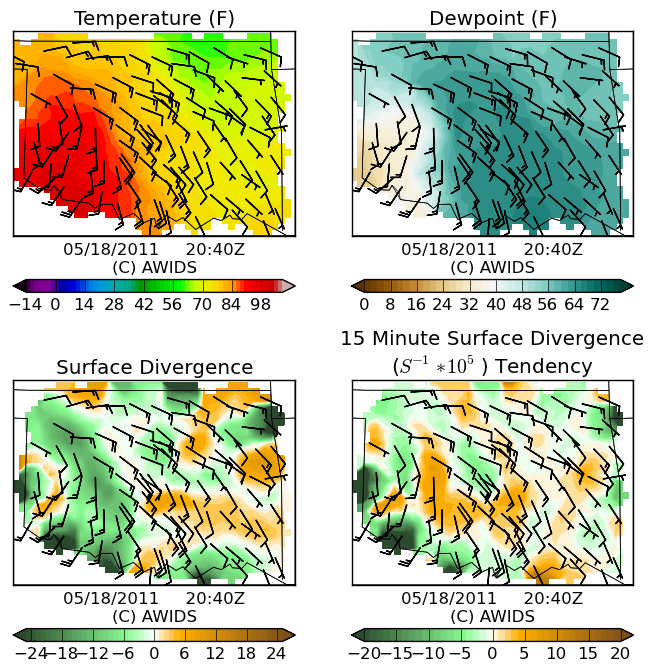 Temperature (F)
Dewpoint (F)
05/18/2011 20:40Z
(C) AWIDS
05/18/2011 20:40Z
(C) AWIDS
−14 0 14 28 42 56 70 84 98
0 8 16 24 32 40 48 56 64 72
Surface Divergence
15 Minute Surface Divergence
(S⁻¹ *10⁵ ) Tendency
05/18/2011 20:40Z
(C) AWIDS
05/18/2011 20:40Z
(C) AWIDS
−24 −18 −12 −6 0 6 12 18 24
−20 −15 −10 −5 0 5 10 15 20